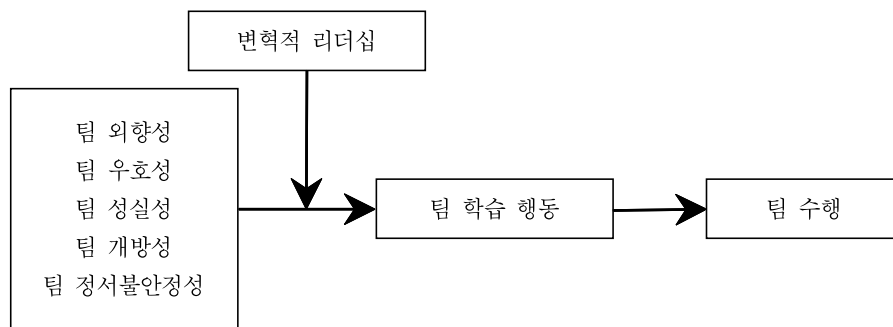 변혁적 리더십
팀 외향성
팀 우호성
팀 성실성
팀 개방성
팀 정서불안정성
팀 학습 행동
팀 수행